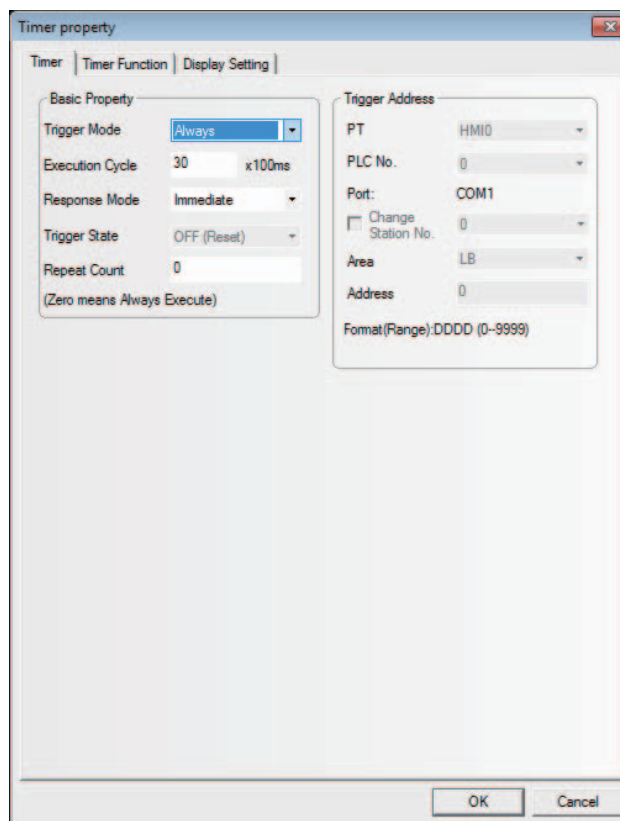 Timer property
Timer
Timer Function
Display Setting
Basic Property
Trigger Mode Always
Execution Cycle 30 x100ms
Response Mode Immediate
Trigger State OFF (Reset)
Repeat Count 0
(Zero means Always Execute)
Trigger Address
PT HMI0
PLC No. 0
Port: COM1
Change
Station No. 0
Area LB
Address 0
Format(Range):DDDD (0--9999)
OK
Cancel